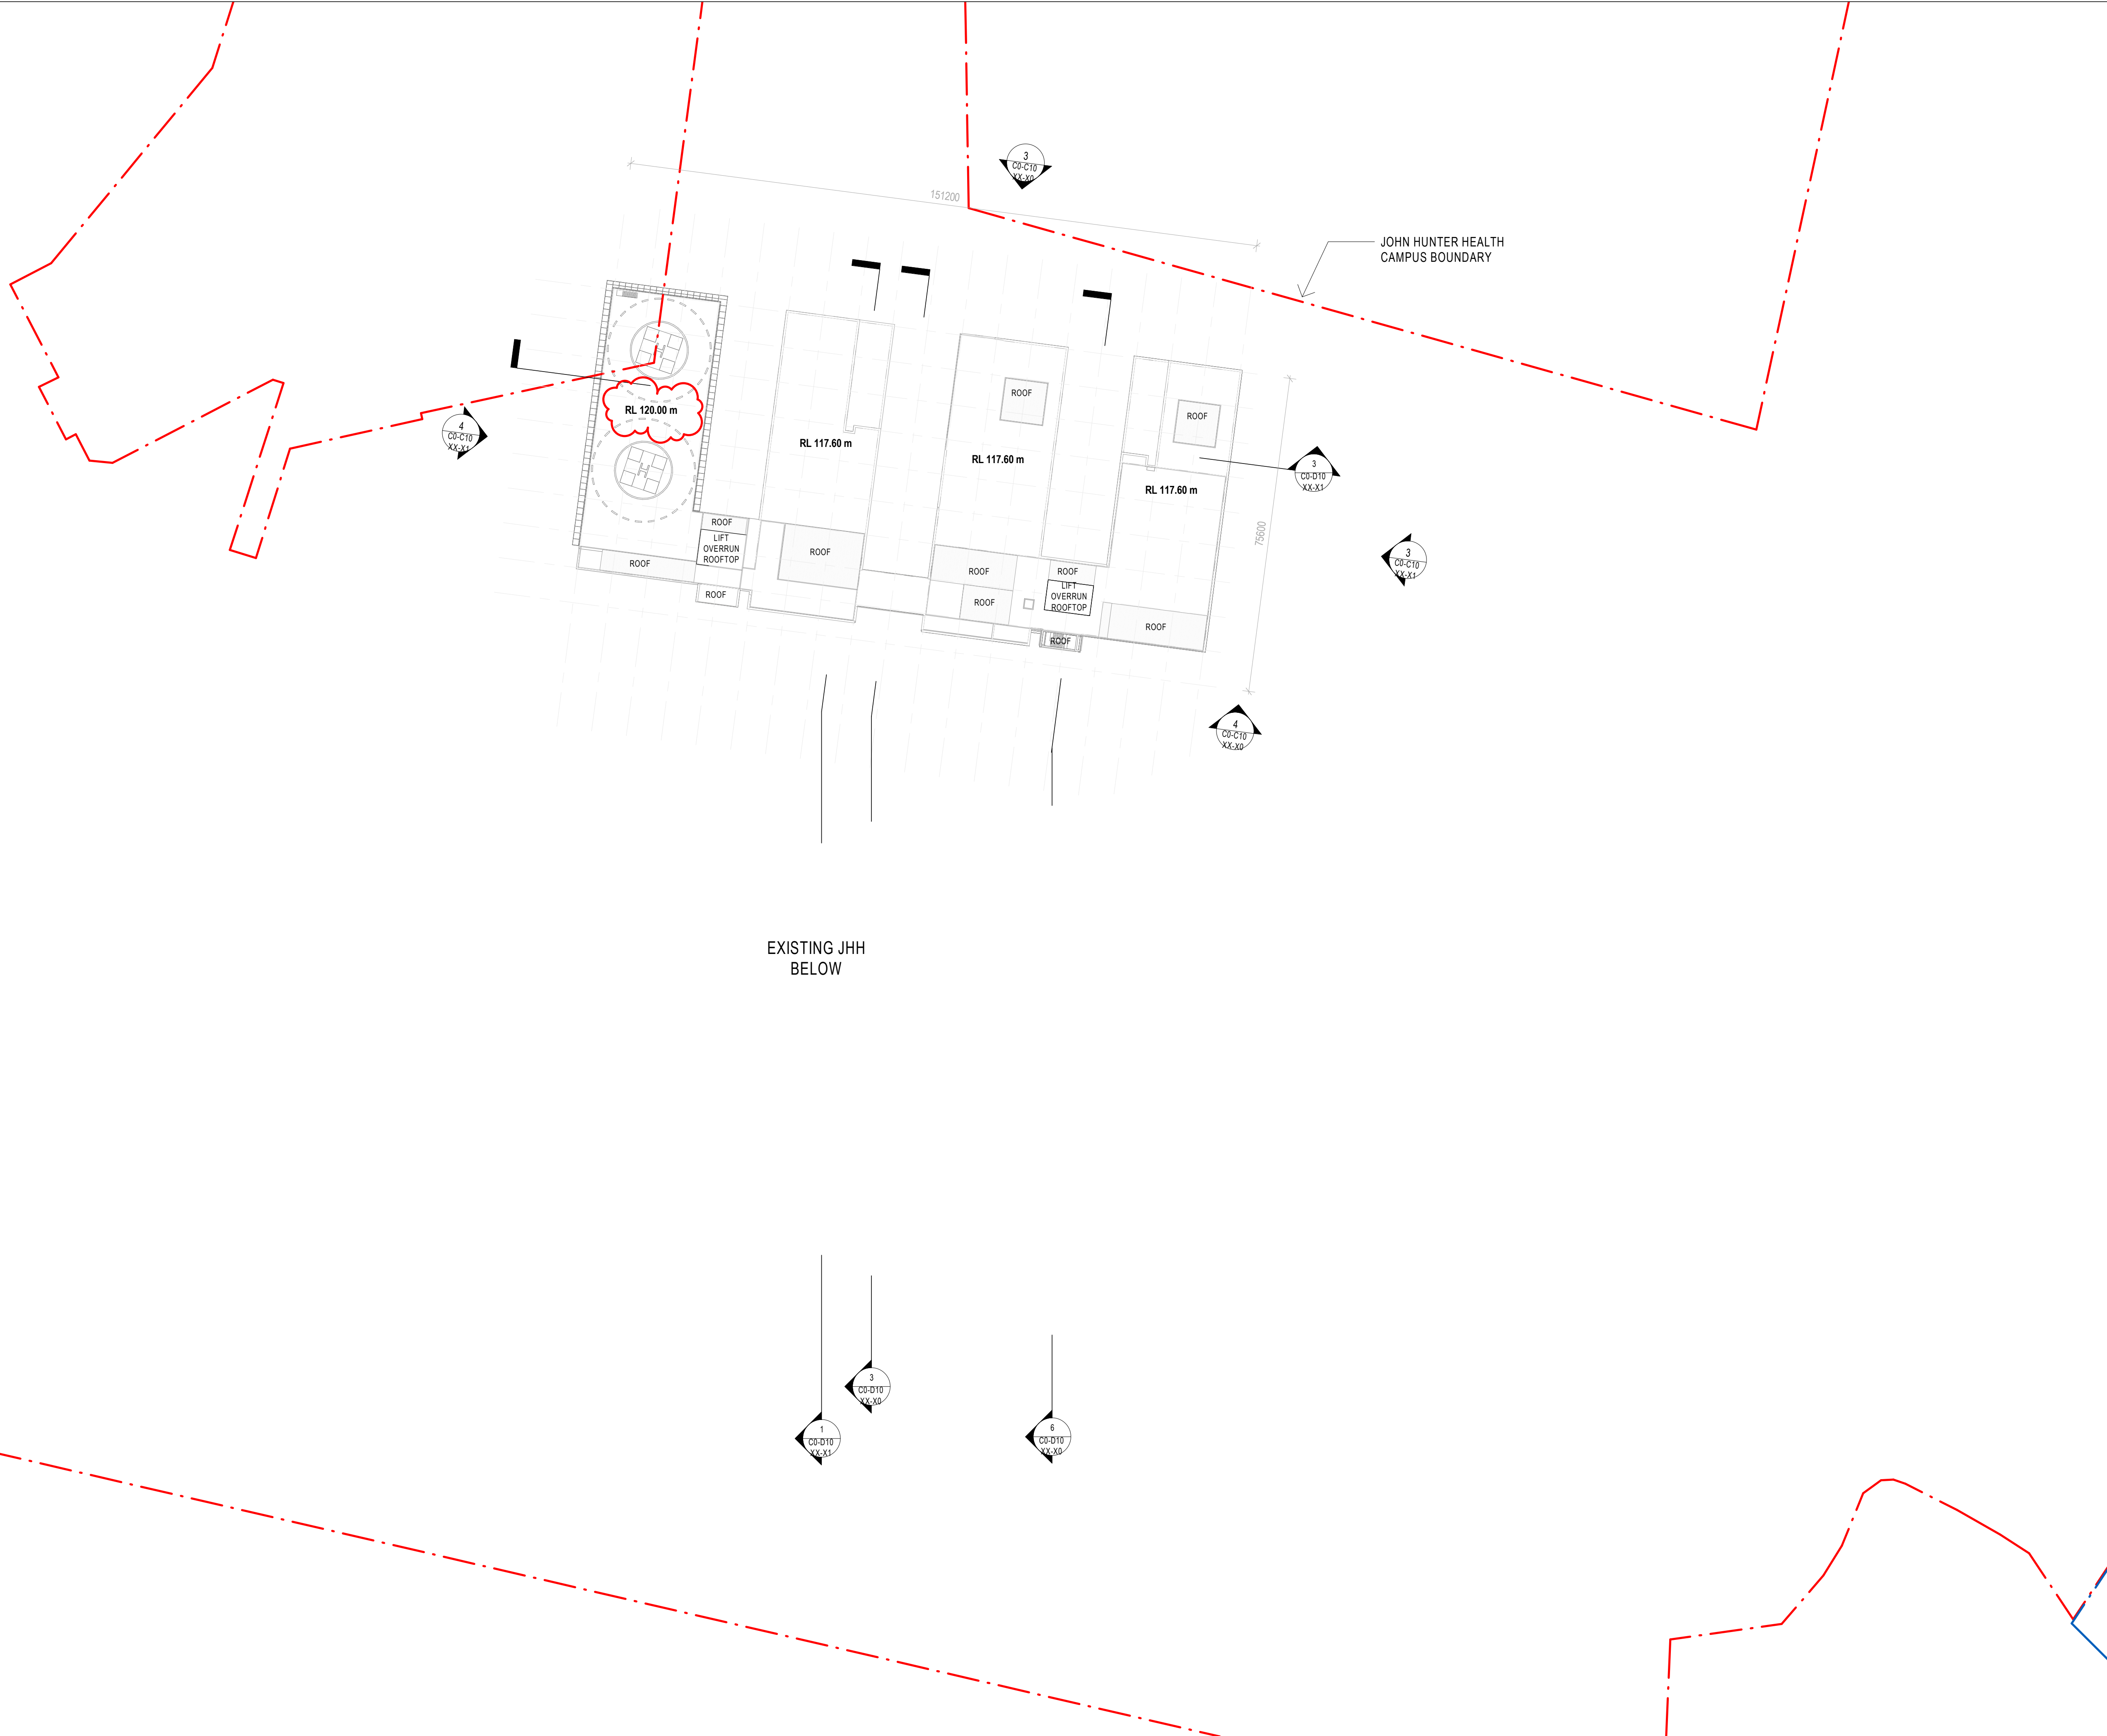 3
C0-C10
XX-X0
151200
JOHN HUNTER HEALTH
CAMPUS BOUNDARY
ROOF
ROOF
RL 120.00 m
4
C0-C10
XX-X1
RL 117.60 m
RL 117.60 m
3
C0-D10
XX-X1
RL 117.60 m
75600
ROOF
LIFT
OVERRUN
ROOFTOP
ROOF
ROOF
ROOF
ROOF
ROOF
LIFT
OVERRUN
ROOFTOP
3
C0-C10
XX-X1
ROOF
ROOF
ROOF
ROOF
4
C0-C10
XX-X0
EXISTING JHH
BELOW
3
C0-D10
XX-X0
1
C0-D10
XX-X1
6
C0-D10
XX-X0